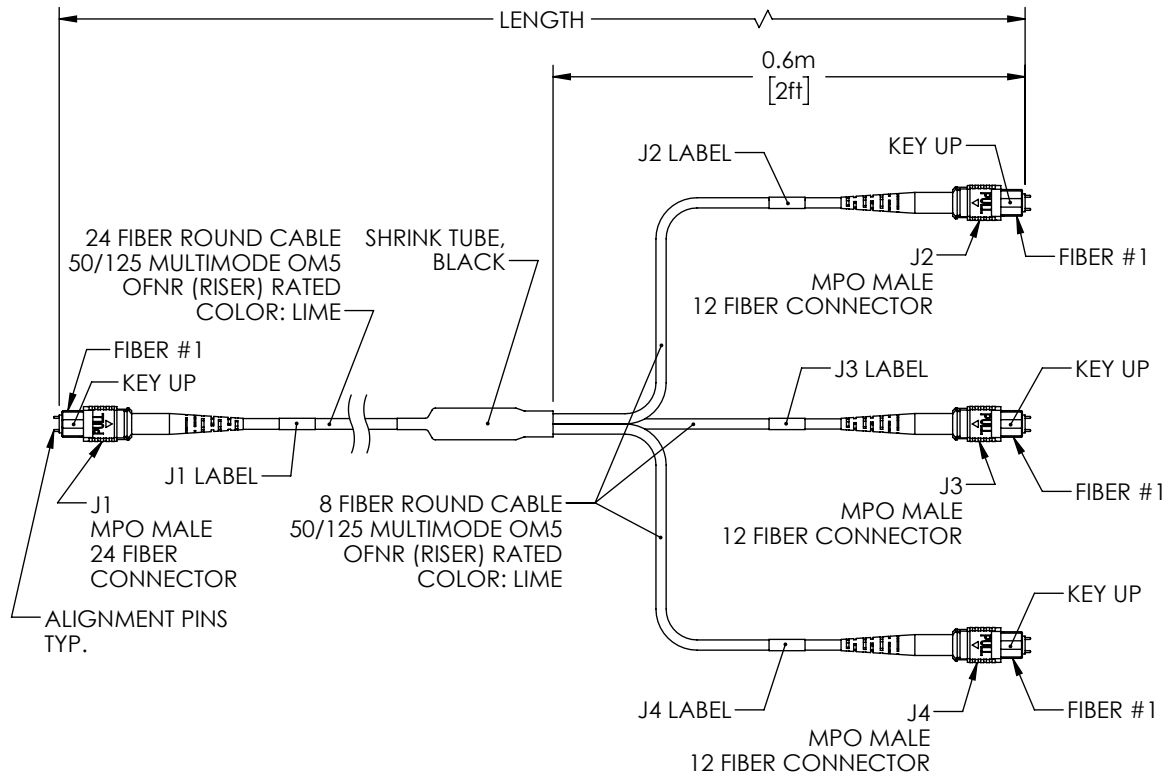 LENGTH
0.6m
[2ft]
J2 LABEL
KEY UP
24 FIBER ROUND CABLE
50/125 MULTIMODE OM5
OFNR (RISER) RATED
COLOR: LIME
SHRINK TUBE,
BLACK
PULL
J2
MPO MALE
12 FIBER CONNECTOR
FIBER #1
FIBER #1
KEY UP
PULL
J1 LABEL
J1
MPO MALE
24 FIBER
CONNECTOR
ALIGNMENT PINS
TYP.
J3 LABEL
KEY UP
PULL
8 FIBER ROUND CABLE
50/125 MULTIMODE OM5
OFNR (RISER) RATED
COLOR: LIME
J3
MPO MALE
12 FIBER CONNECTOR
FIBER #1
KEY UP
PULL
J4 LABEL
J4
MPO MALE
12 FIBER CONNECTOR
FIBER #1